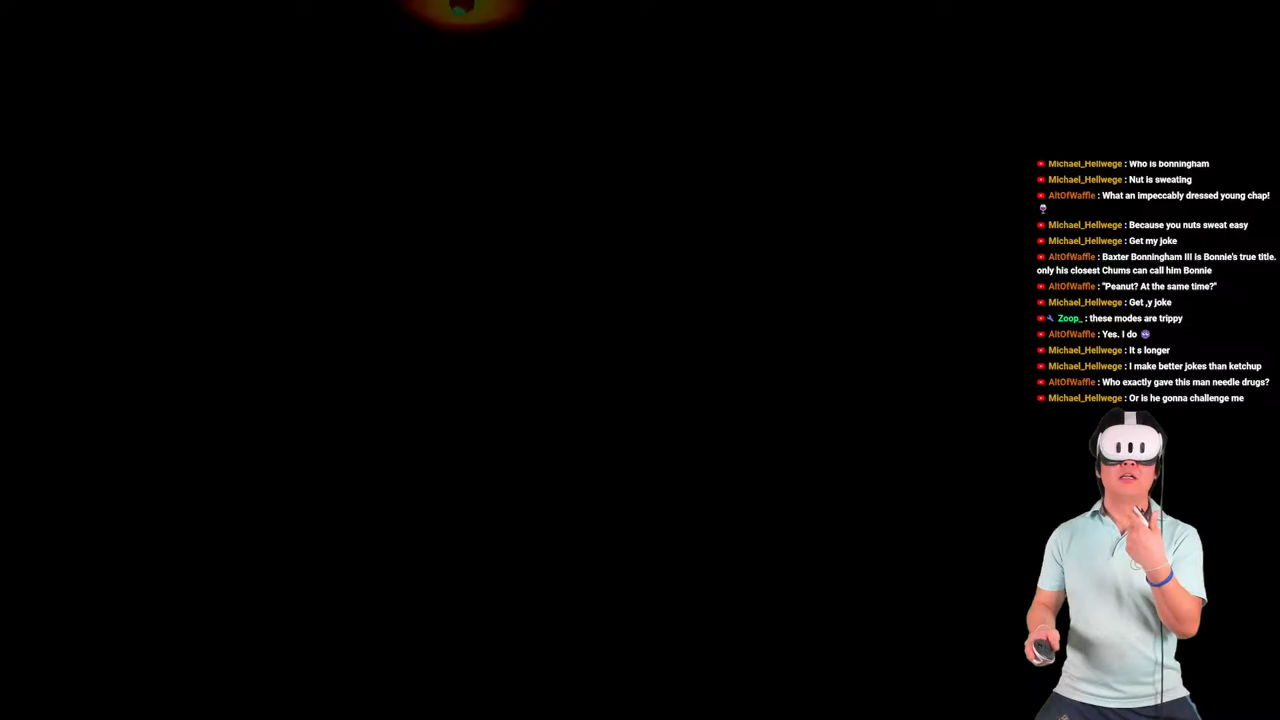 Michael_Hellwege : Who is bonningham
Michael_Hellwege : Nut is sweating
AltOfWaffle : What an impeccably dressed young chap!
Michael_Hellwege : Because you nuts sweat easy
Michael_Hellwege : Get my joke
AltOfWaffle : Baxter Bonningham III is Bonnie's true title.
only his closest Chums can call him Bonnie
AltOfWaffle : "Peanut? At the same time?"
Michael_Hellwege : Get ,y joke
Zoop_ : these modes are trippy
AltOfWaffle : Yes. I do
Michael_Hellwege : It s longer
Michael_Hellwege : I make better jokes than ketchup
AltOfWaffle : Who exactly gave this man needle drugs?
Michael_Hellwege : Or is he gonna challenge me